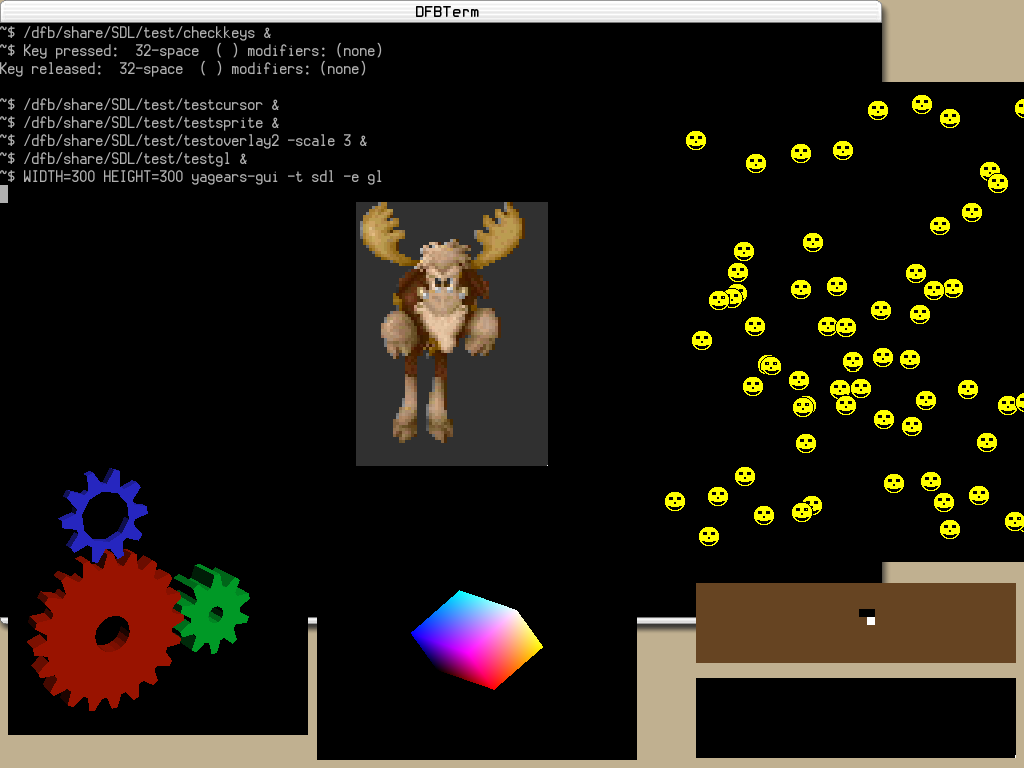 DFBTerm
~$ /dfb/share/SDL/test/checkkeys &
~$ Key pressed:  32-space  ( ) modifiers: (none)
Key released:  32-space  ( ) modifiers: (none)
~$ /dfb/share/SDL/test/testcursor &
~$ /dfb/share/SDL/test/testsprite &
~$ /dfb/share/SDL/test/testoverlay2 -scale 3 &
~$ /dfb/share/SDL/test/testgl &
~$ WIDTH=300 HEIGHT=300 yagears-gui -t sdl -e gl